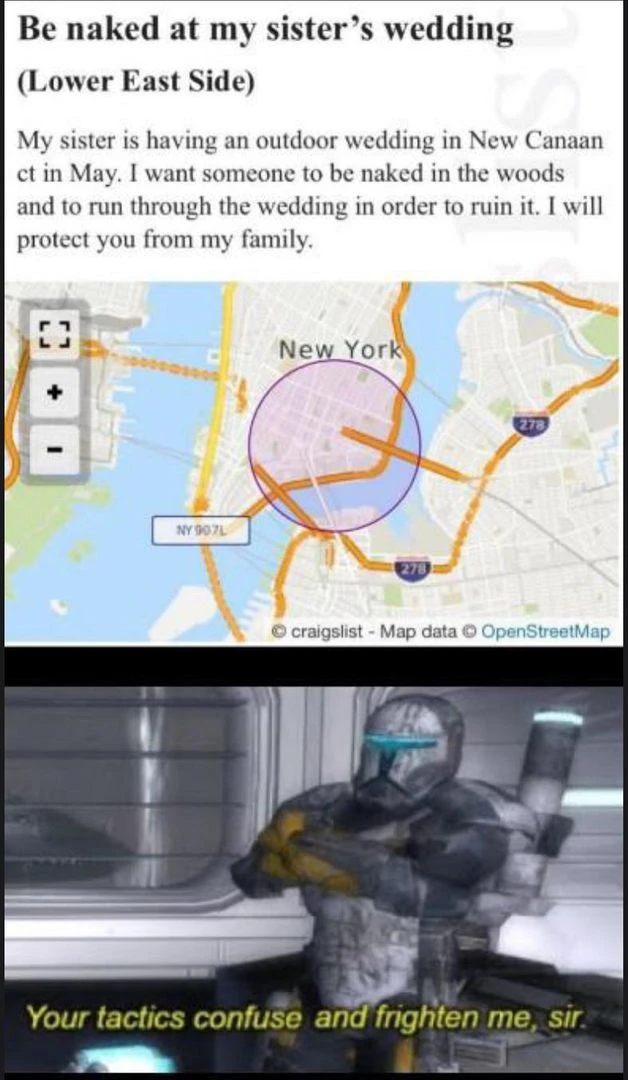 Be naked at my sister's wedding
(Lower East Side)
My sister is having an outdoor wedding in New Canaan
ct in May. I want someone to be naked in the woods
and to run through the wedding in order to ruin it. I will
protect you from my family.
+
New York
-
278
NY 907L
278
© craigslist - Map data © OpenStreetMap
Your tactics confuse and frighten me, sir.